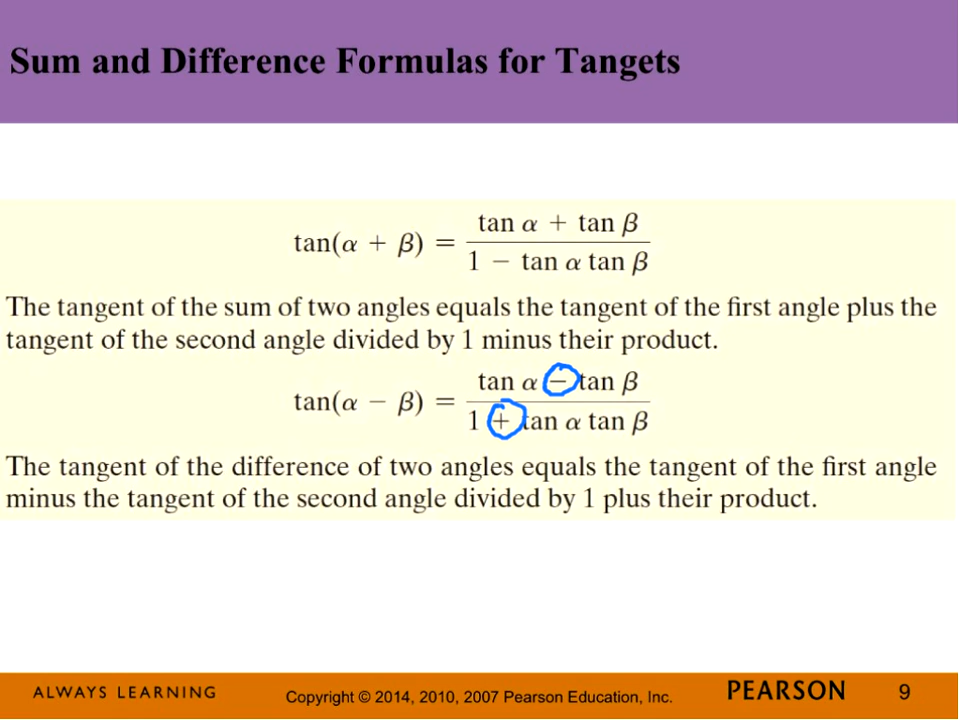 Sum and Difference Formulas for Tangets
tan(α + β) = (tan α + tan β) / (1 − tan α tan β)
The tangent of the sum of two angles equals the tangent of the first angle plus the
tangent of the second angle divided by 1 minus their product.
tan(α − β) = (tan α − tan β) / (1 + tan α tan β)
The tangent of the difference of two angles equals the tangent of the first angle
minus the tangent of the second angle divided by 1 plus their product.
ALWAYS LEARNING
Copyright © 2014, 2010, 2007 Pearson Education, Inc.
PEARSON
9